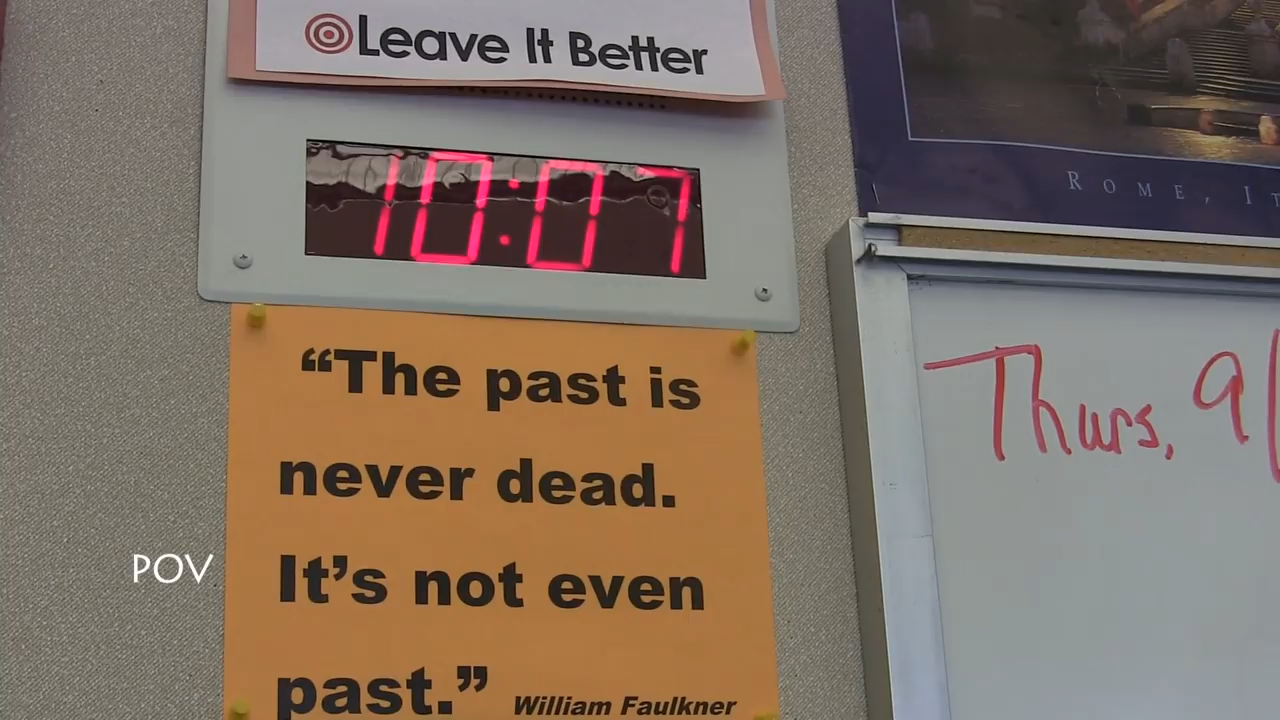 Leave It Better
10:07
ROME, IT
Thurs, 9/
"The past is
never dead.
It's not even
past." William Faulkner
POV